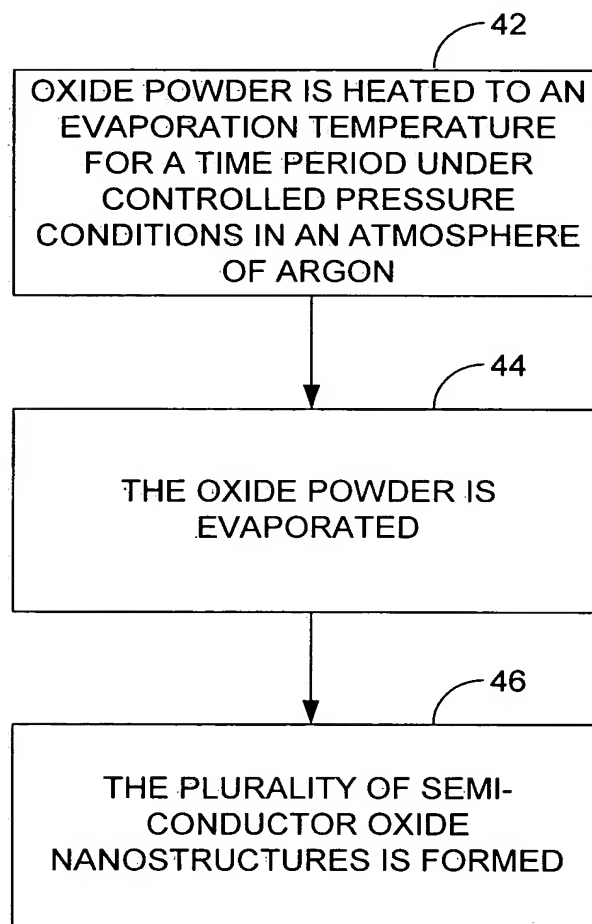 42
OXIDE POWDER IS HEATED TO AN
EVAPORATION TEMPERATURE
FOR A TIME PERIOD UNDER
CONTROLLED PRESSURE
CONDITIONS IN AN ATMOSPHERE
OF ARGON
44
THE OXIDE POWDER IS
EVAPORATED
46
THE PLURALITY OF SEMI-
CONDUCTOR OXIDE
NANOSTRUCTURES IS FORMED